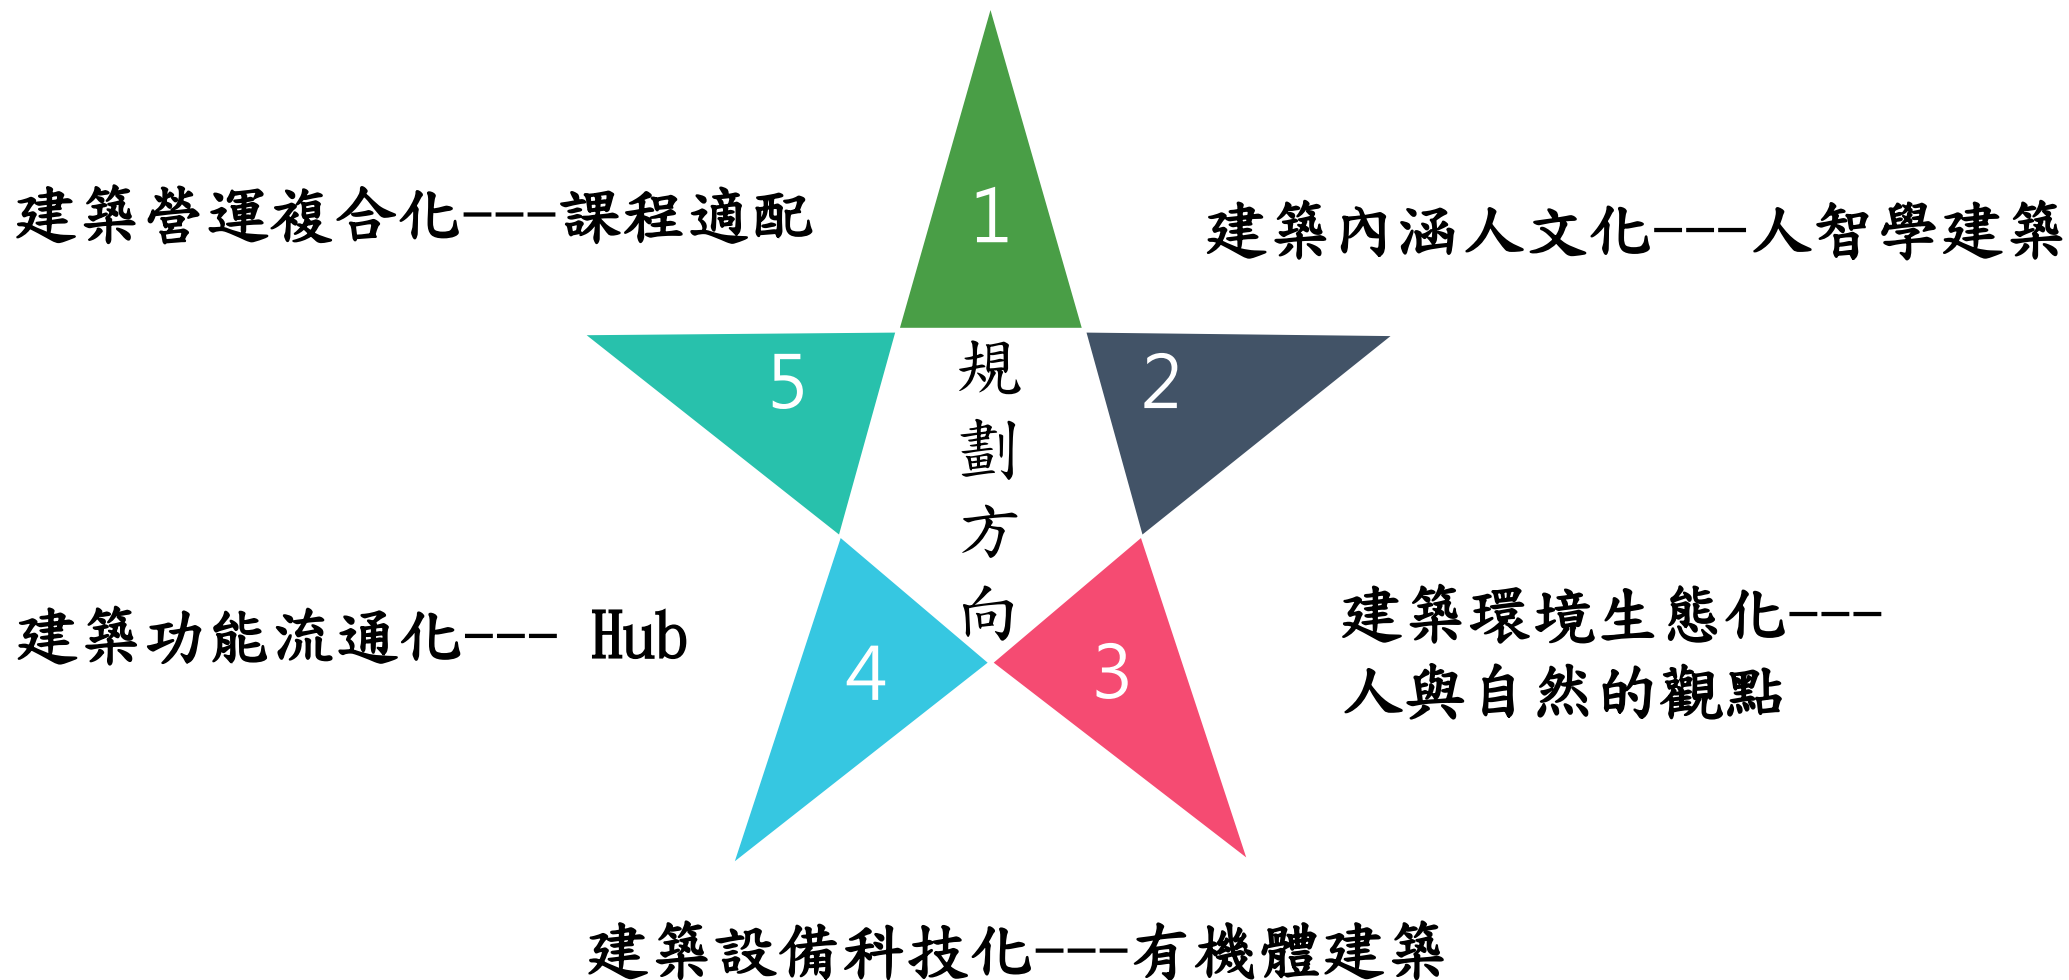 1
建築營運複合化---課程適配
建築內涵人文化---人智學建築
5
2
規
劃
方
向
建築功能流通化--- Hub
建築環境生態化---
人與自然的觀點
4
3
建築設備科技化---有機體建築